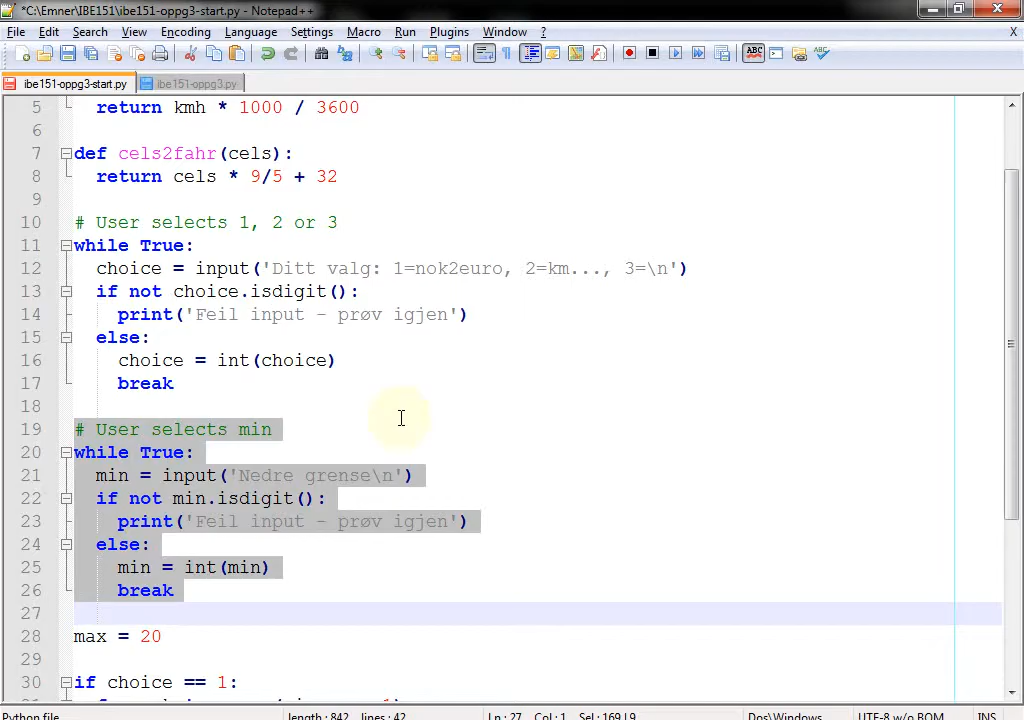 *C:\Emner\IBE151\ibe151-oppg3-start.py - Notepad++
File Edit Search View Encoding Language Settings Macro Run Plugins Window ? X
ibe151-oppg3-start.py ibe151-oppg3.py
5 return kmh * 1000 / 3600
6
7 def cels2fahr(cels):
8 return cels * 9/5 + 32
9
10 # User selects 1, 2 or 3
11 while True:
12 choice = input('Ditt valg: 1=nok2euro, 2=km..., 3=\n')
13 if not choice.isdigit():
14 print('Feil input - prøv igjen')
15 else:
16 choice = int(choice)
17 break
18
19 # User selects min
20 while True:
21 min = input('Nedre grense\n')
22 if not min.isdigit():
23 print('Feil input - prøv igjen')
24 else:
25 min = int(min)
26 break
27
28 max = 20
29
30 if choice == 1:
Python file length : 842 lines : 42 Ln : 27 Col : 1 Sel : 169 | 9 Dos\Windows UTF-8 w/o BOM INS